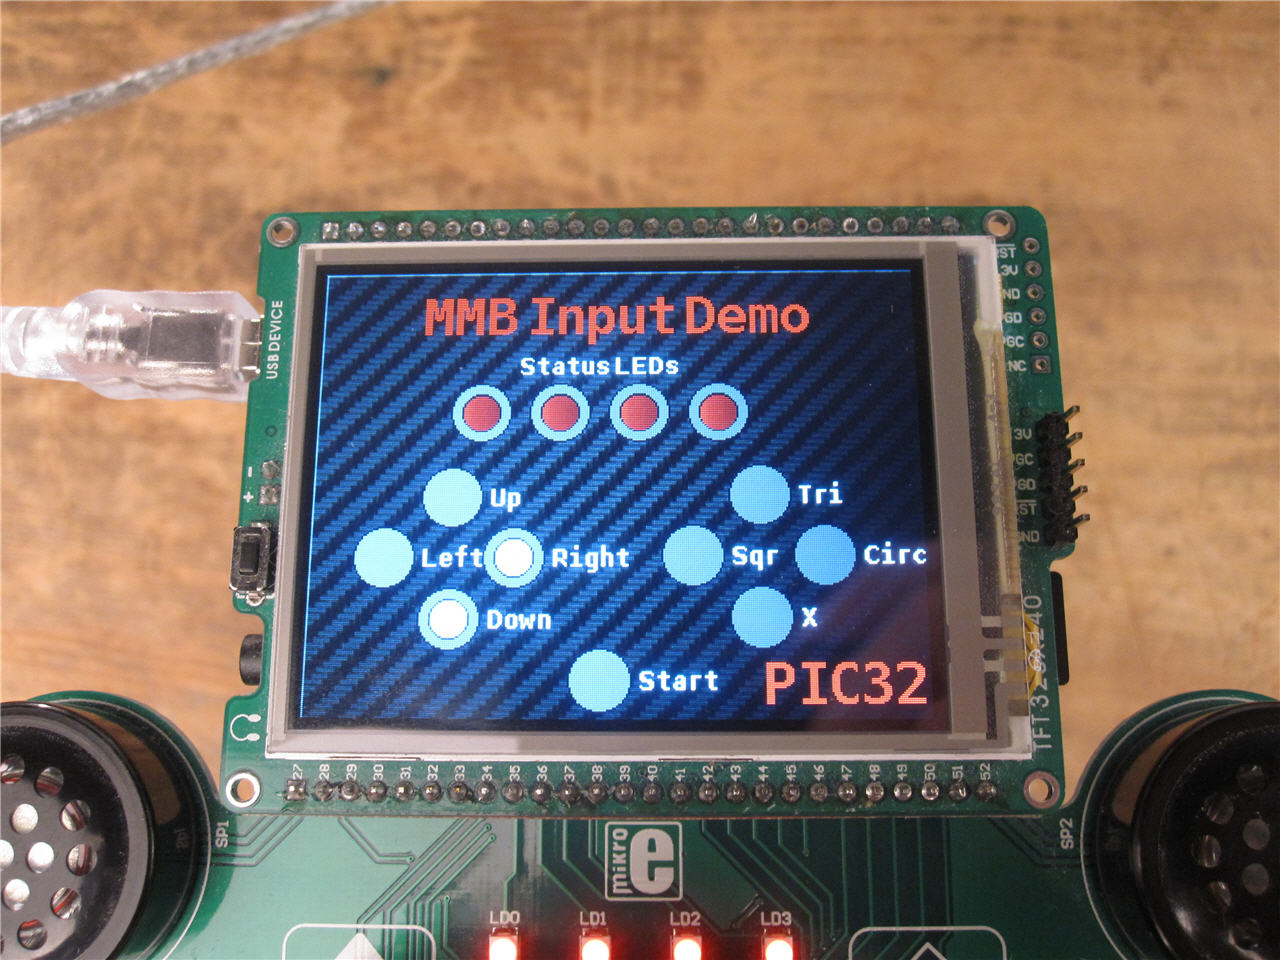 MMB Input Demo
Status LEDs
Up
Tri
Left
Right
Sqr
Circ
Down
X
Start
PIC32
USB DEVICE
- +
NC
TFT320X240
27 28 29 30 31 32 33 34 35 36 37 38 39 40 41 42 43 44 45 46 47 48 49 50 51 52
SP1
SP2
mikro
e
LD0 LD1 LD2 LD3